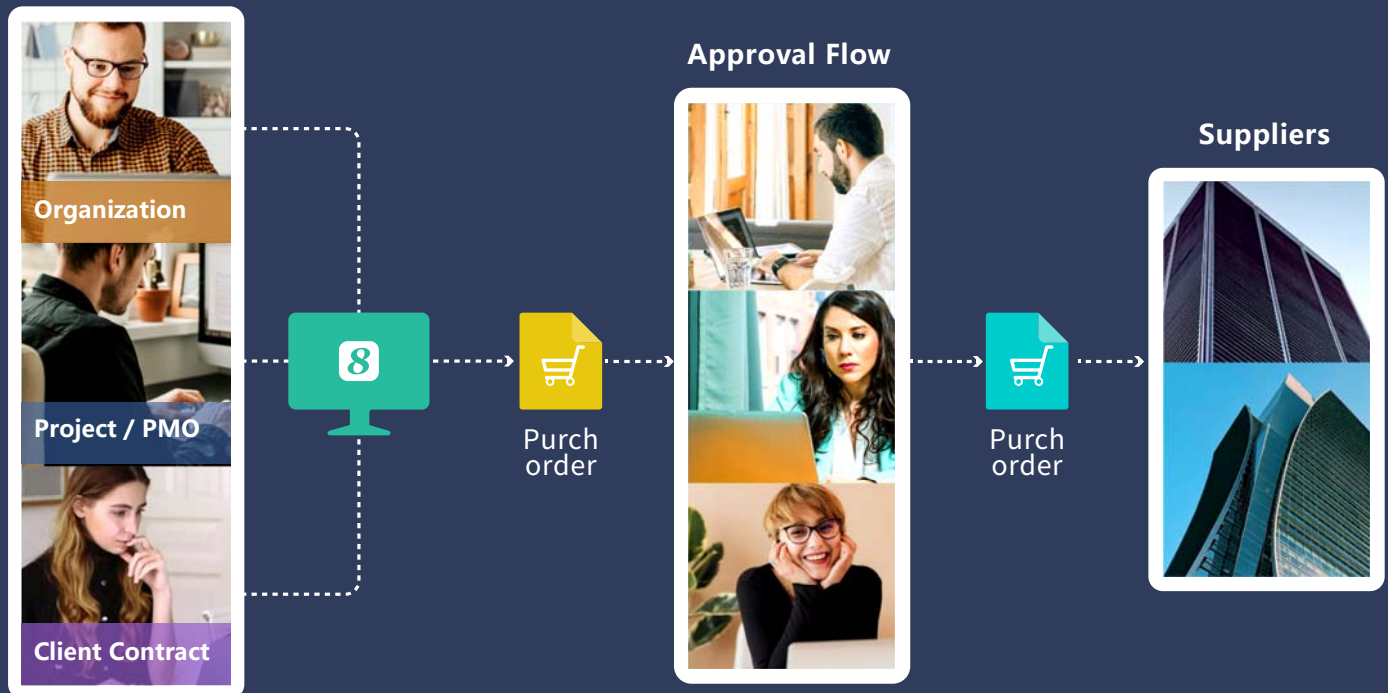 Organization
Project / PMO
Client Contract
8
Purch
order
Approval Flow
Purch
order
Suppliers